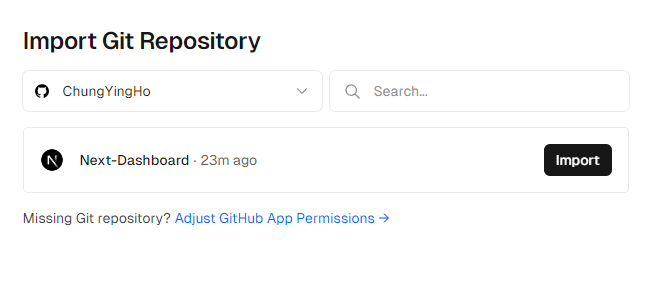 Import Git Repository
ChungYingHo
Search...
Next-Dashboard · 23m ago
Import
Missing Git repository? Adjust GitHub App Permissions →